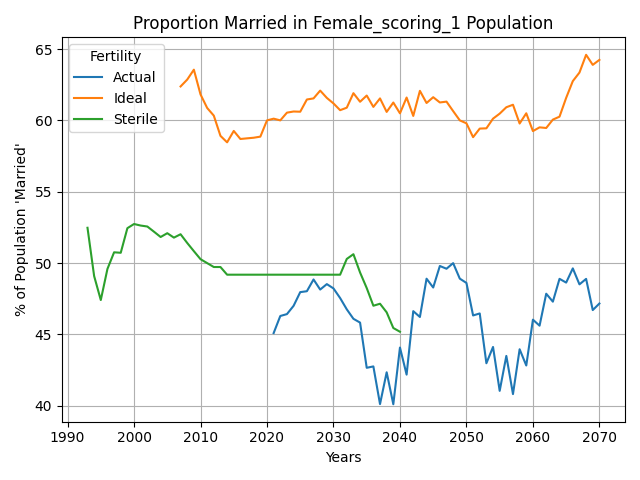 Proportion Married in Female_scoring_1 Population
Fertility
Actual
Ideal
Sterile
% of Population 'Married'
65
60
55
50
45
40
1990 2000 2010 2020 2030 2040 2050 2060 2070
Years